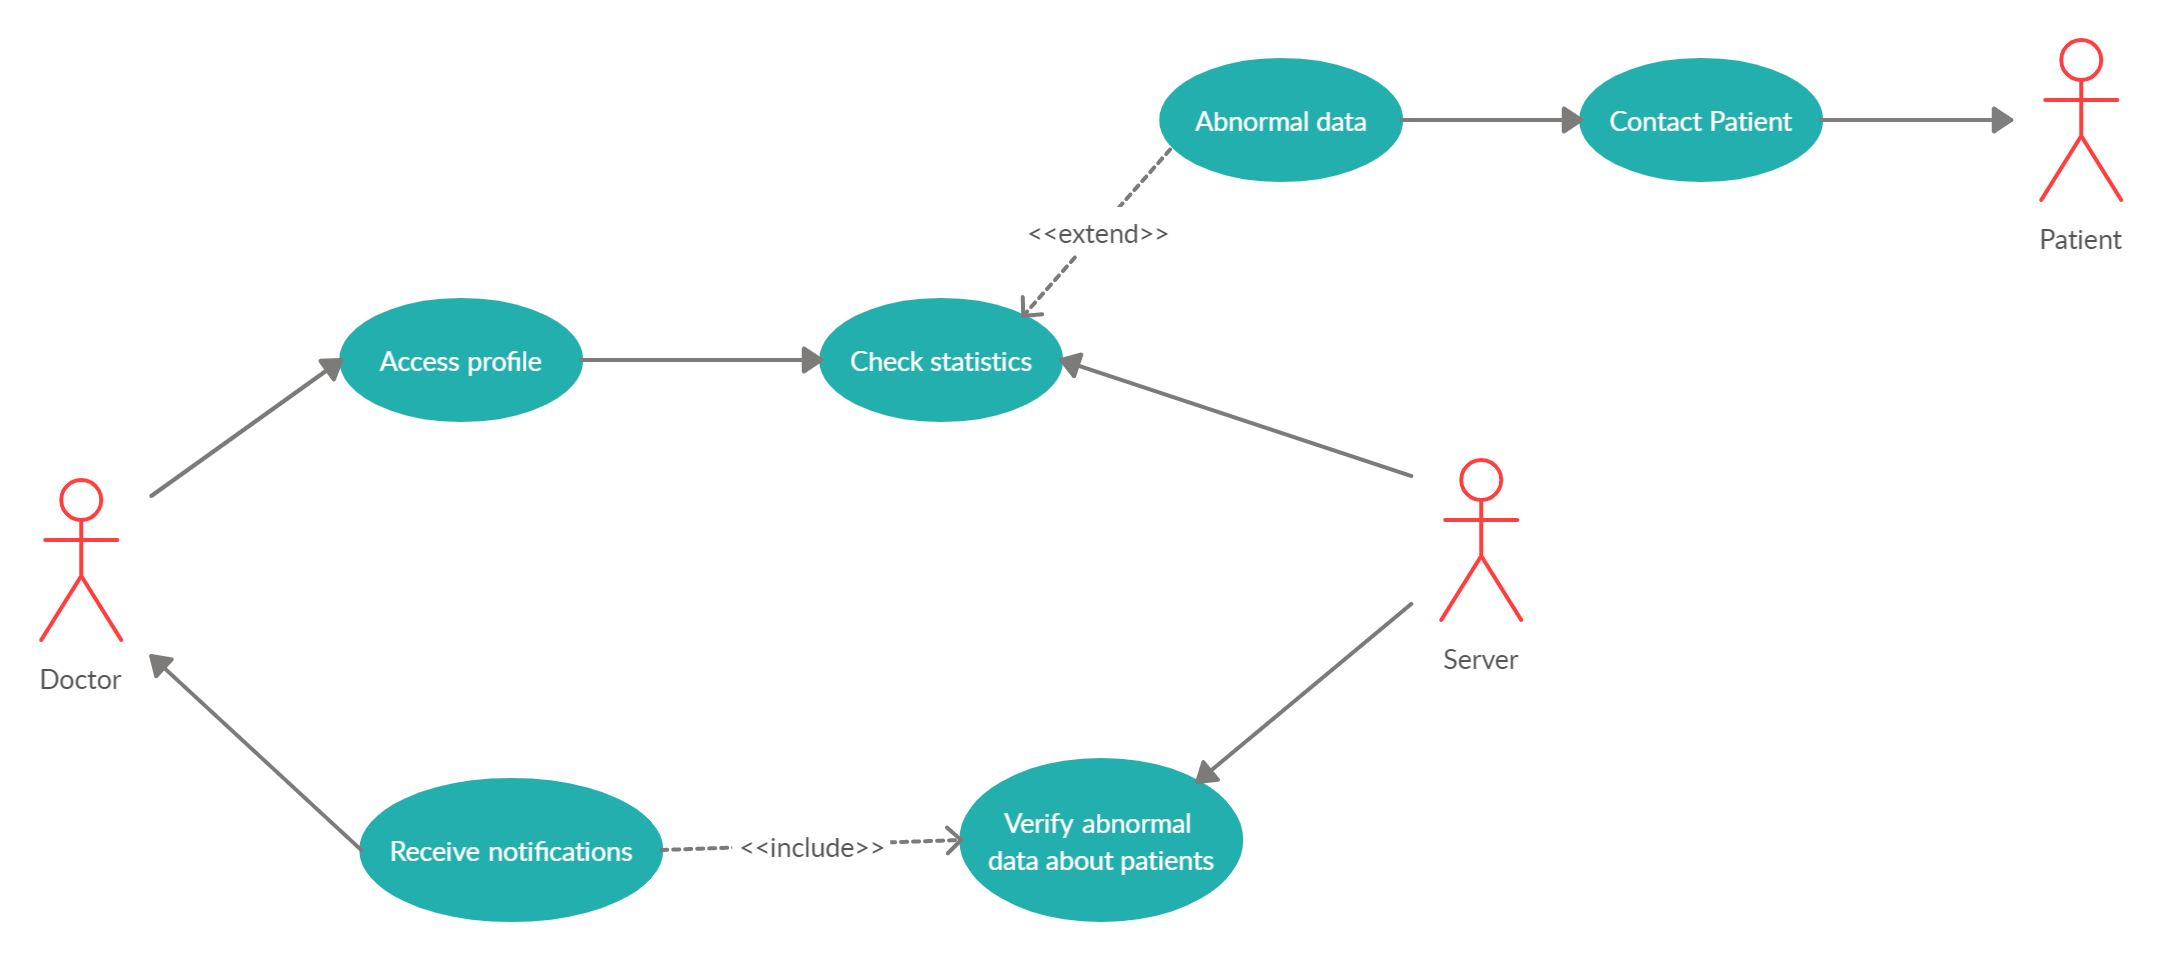 Abnormal data
Contact Patient
<<extend>>
Patient
Access profile
Check statistics
Doctor
Server
Receive notifications
<<include>>
Verify abnormal
data about patients